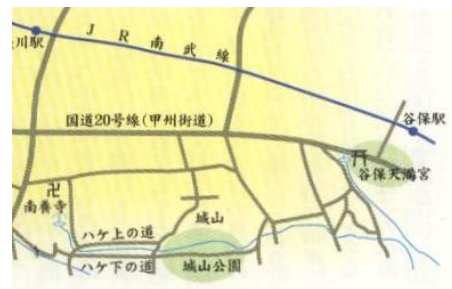 川駅
JR南武線
谷保駅
国道20号線(甲州街道)
谷保天満宮
卍
南養寺
城山
ハケ上の道
ハケ下の道
城山公園